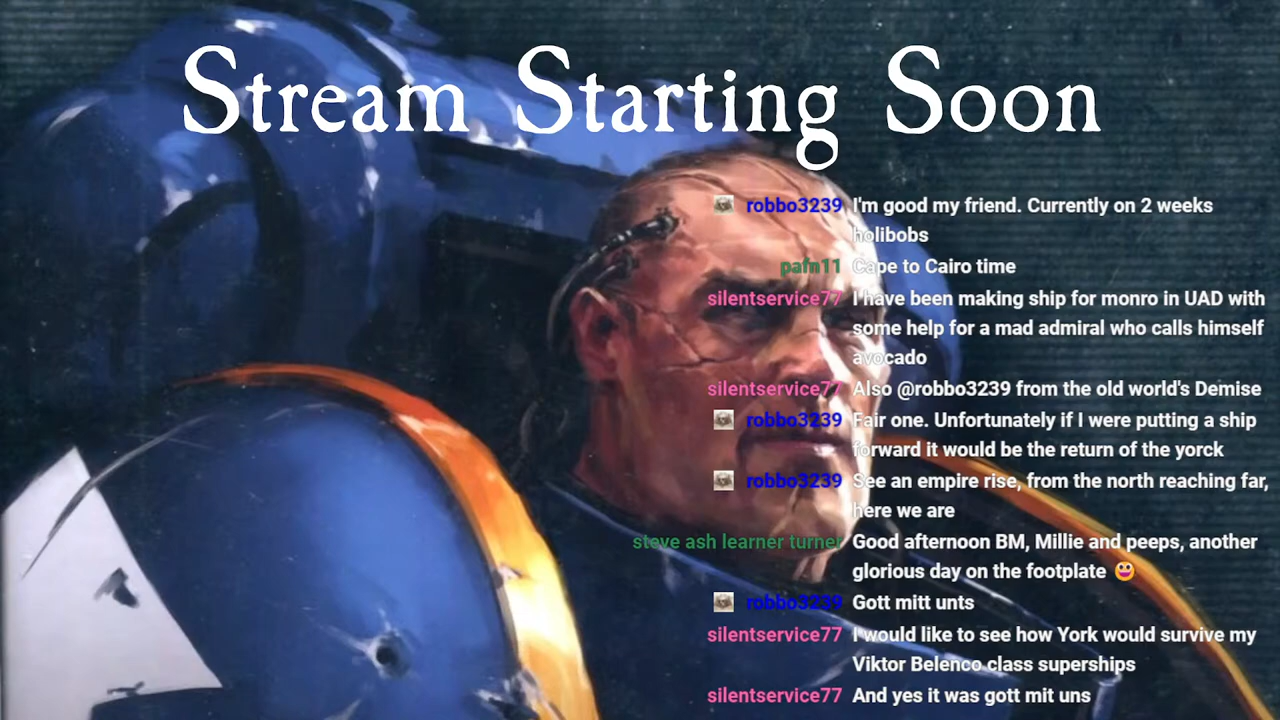 Stream Starting Soon
robbo3239 I'm good my friend. Currently on 2 weeks
holibobs
pafn11 Cape to Cairo time
silentservice77 I have been making ship for monro in UAD with
some help for a mad admiral who calls himself
avocado
silentservice77 Also @robbo3239 from the old world's Demise
robbo3239 Fair one. Unfortunately if I were putting a ship
forward it would be the return of the yorck
robbo3239 See an empire rise, from the north reaching far,
here we are
steve ash learner turner Good afternoon BM, Millie and peeps, another
glorious day on the footplate 😀
robbo3239 Gott mitt unts
silentservice77 I would like to see how York would survive my
Viktor Belenco class superships
silentservice77 And yes it was gott mit uns